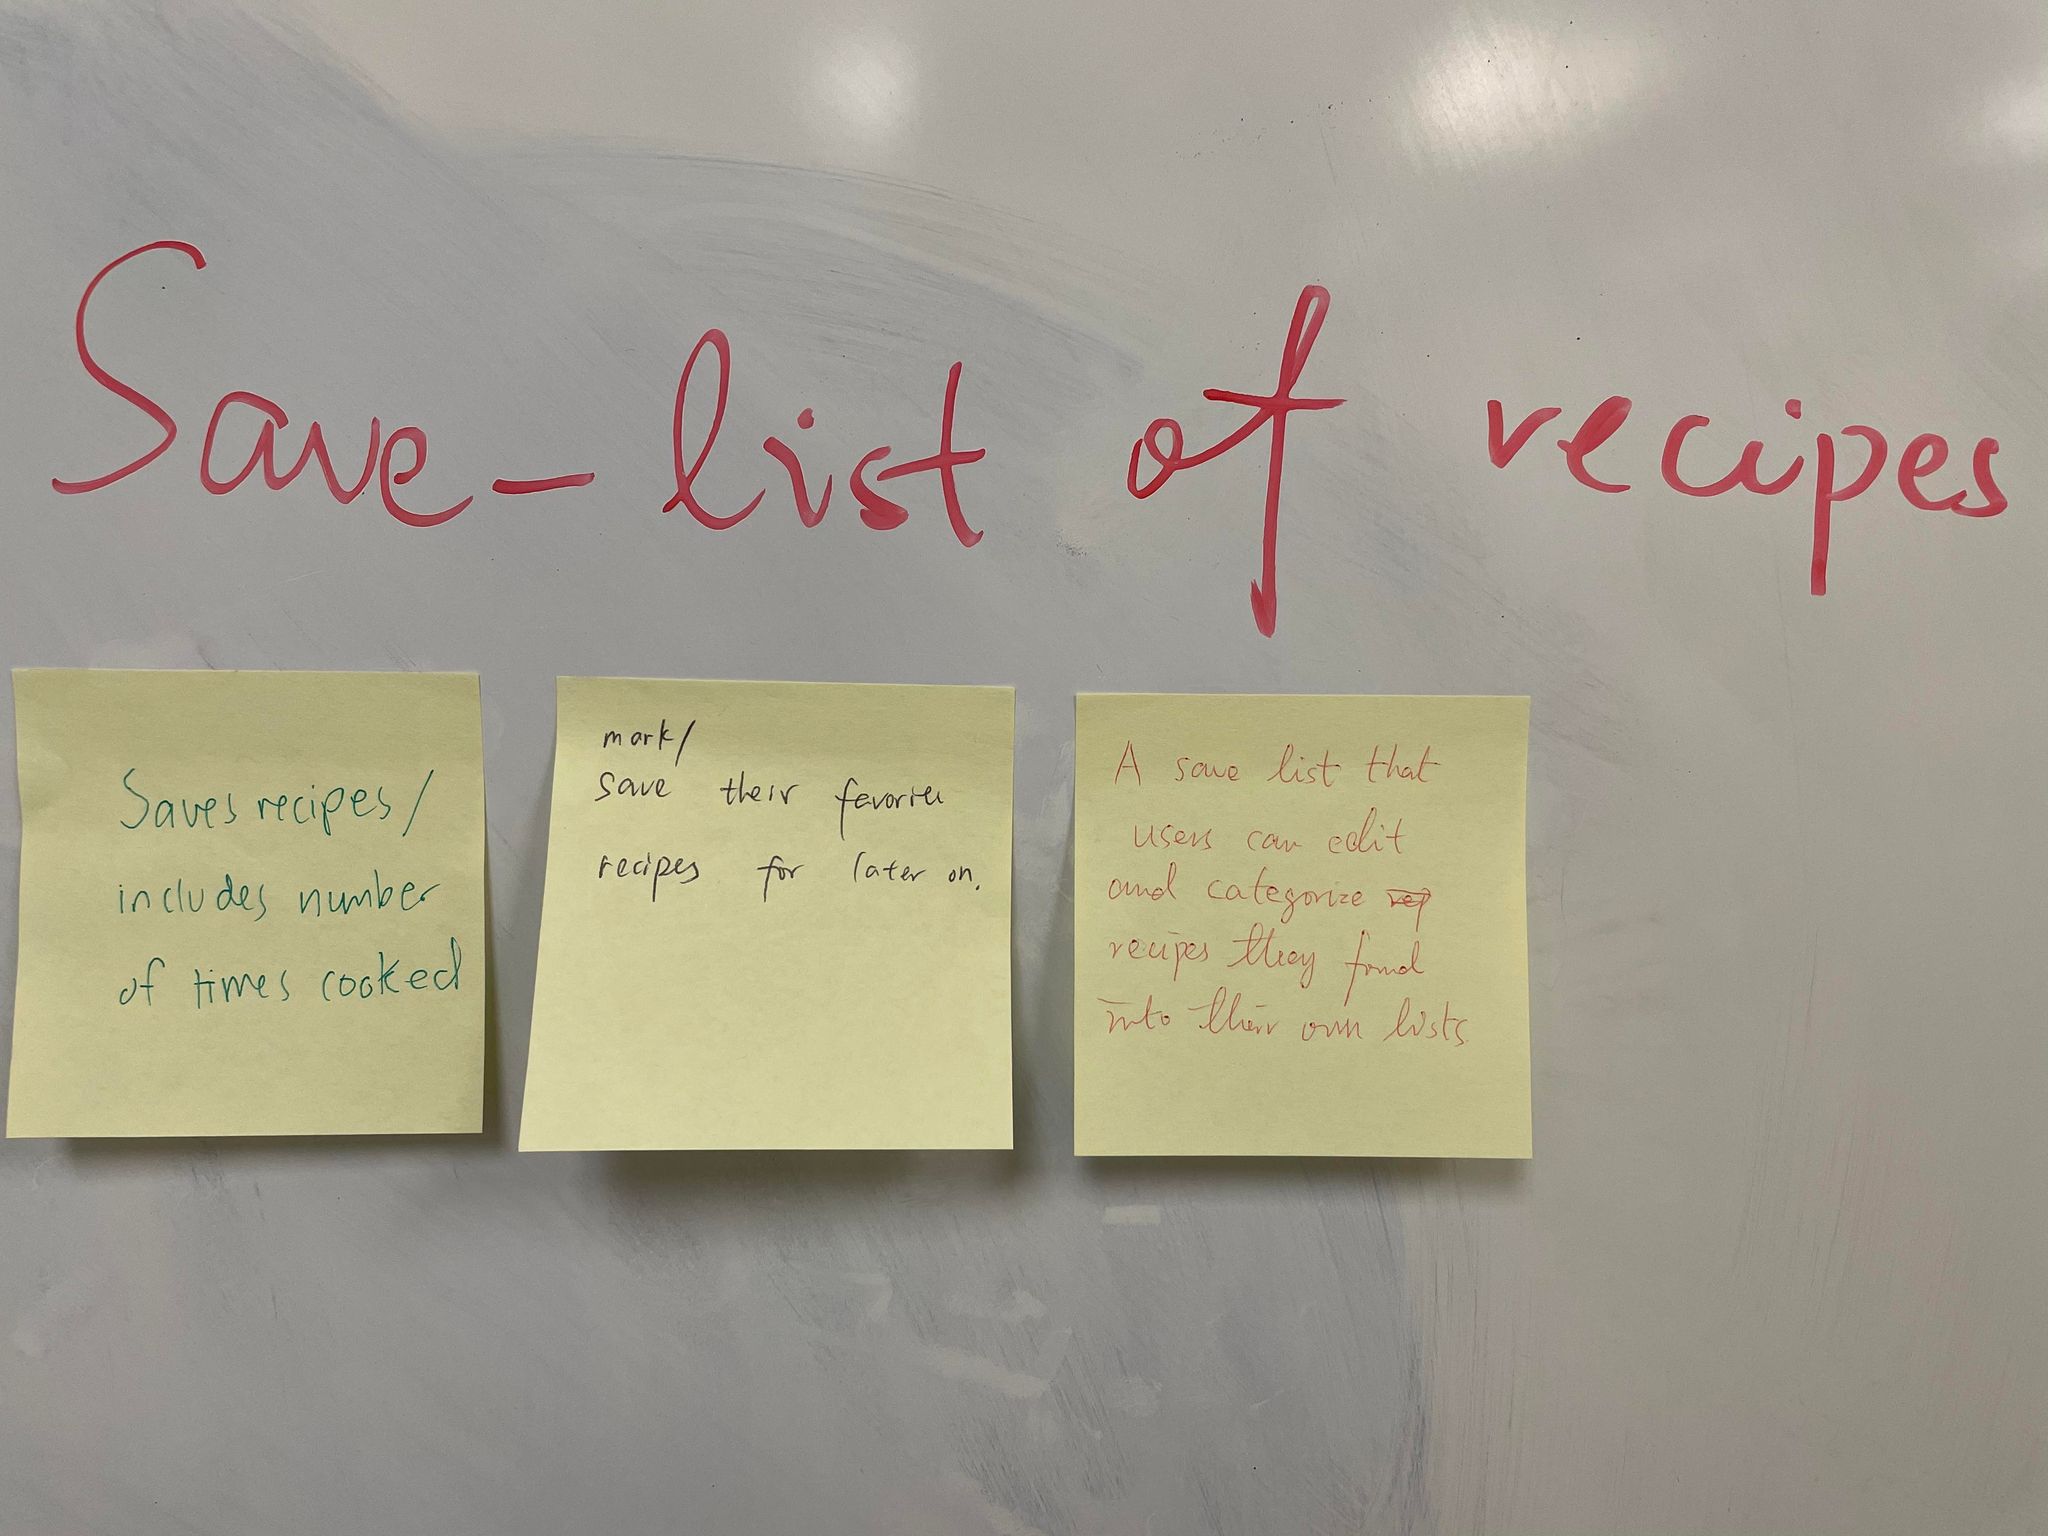 Save-list of recipes
Saves recipes/
includes number
of times cooked
mark/
save their favories
recipes for later on.
A save list that
users can edit
and categorize rep
recipes they found
into their own lists.